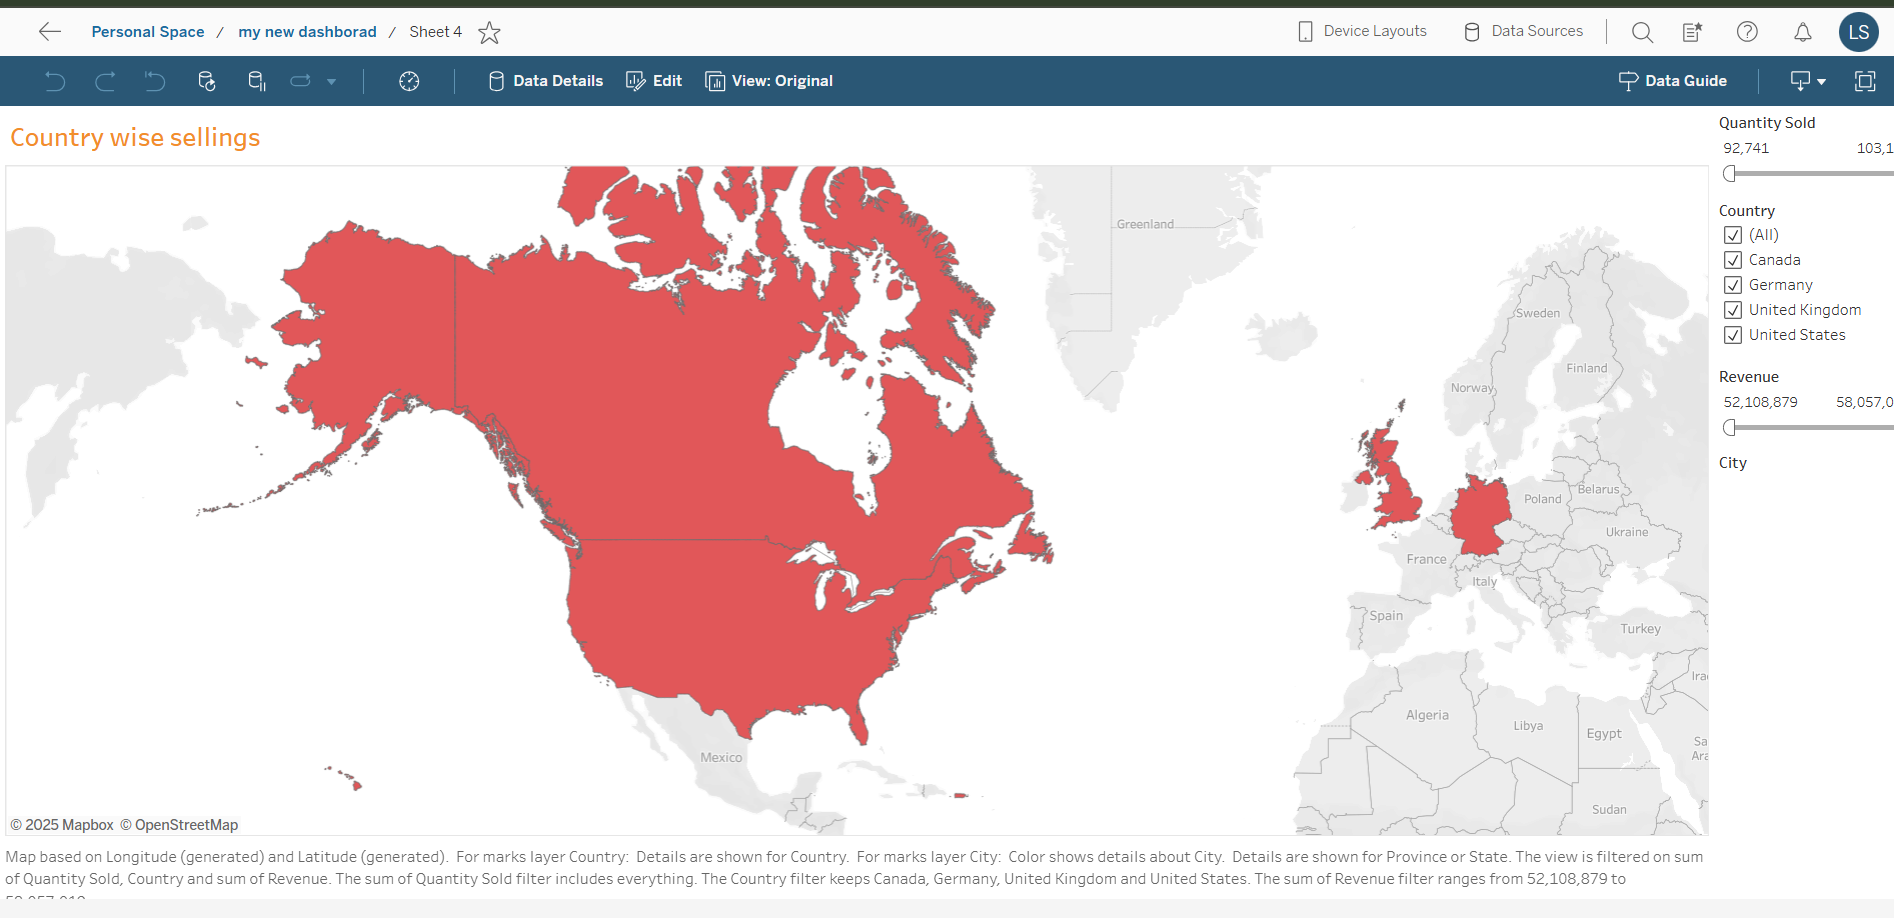 Personal Space / my new dashborad / Sheet 4
Device Layouts
Data Sources
LS
Data Details
Edit
View: Original
Data Guide
Country wise sellings
Quantity Sold
92,741
103,1
Country
(All)
Canada
Germany
United Kingdom
United States
Revenue
52,108,879
58,057,0
City
Greenland
Sweden
Finland
Norway
Belarus
Poland
Ukraine
France
Italy
Spain
Turkey
Ira
Algeria
Libya
Egypt
Sa
Ara
Mexico
Sudan
© 2025 Mapbox © OpenStreetMap
Map based on Longitude (generated) and Latitude (generated). For marks layer Country: Details are shown for Country. For marks layer City: Color shows details about City. Details are shown for Province or State. The view is filtered on sum
of Quantity Sold, Country and sum of Revenue. The sum of Quantity Sold filter includes everything. The Country filter keeps Canada, Germany, United Kingdom and United States. The sum of Revenue filter ranges from 52,108,879 to